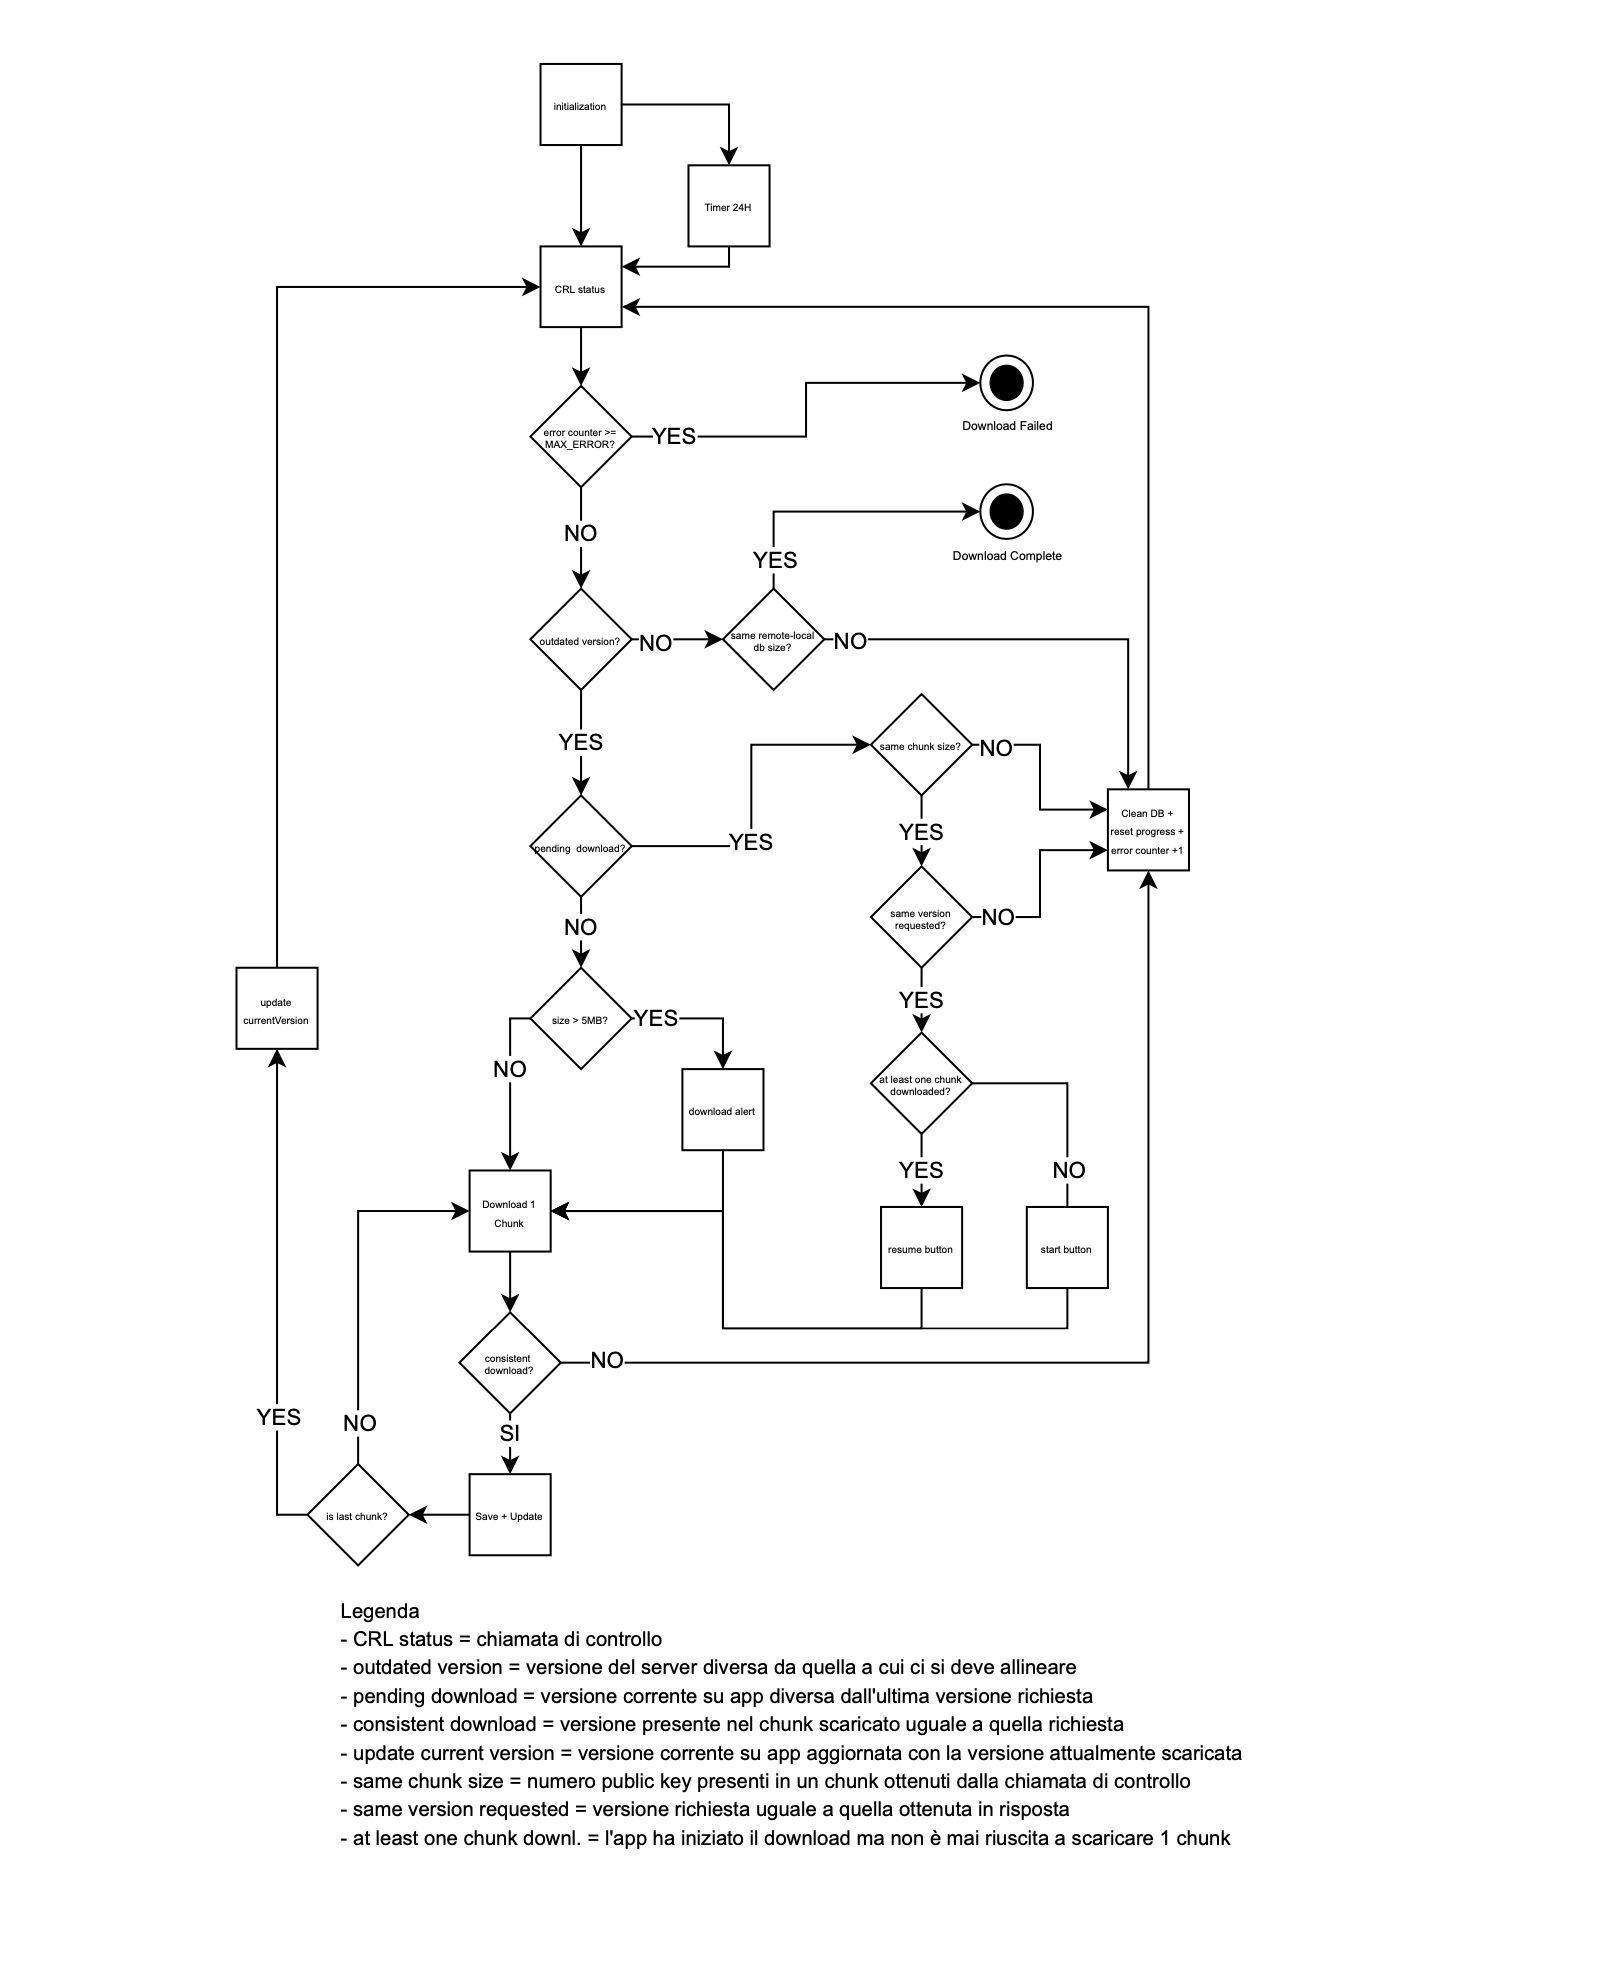 initialization
Timer 24H
CRL status
error counter >=
MAX_ERROR?
YES
Download Failed
NO
Download Complete
YES
outdated version?
NO
same remote-local
db size?
NO
YES
same chunk size?
NO
pending  download?
YES
YES
Clean DB +
reset progress +
error counter +1
NO
same version
requested?
NO
update
currentVersion
size > 5MB?
YES
YES
NO
at least one chunk
downloaded?
download alert
YES
NO
Download 1
Chunk
resume button
start button
consistent
download?
NO
YES
NO
SI
is last chunk?
Save + Update
Legenda
- CRL status = chiamata di controllo
- outdated version = versione del server diversa da quella a cui ci si deve allineare
- pending download = versione corrente su app diversa dall'ultima versione richiesta
- consistent download = versione presente nel chunk scaricato uguale a quella richiesta
- update current version = versione corrente su app aggiornata con la versione attualmente scaricata
- same chunk size = numero public key presenti in un chunk ottenuti dalla chiamata di controllo
- same version requested = versione richiesta uguale a quella ottenuta in risposta
- at least one chunk downl. = l'app ha iniziato il download ma non è mai riuscita a scaricare 1 chunk